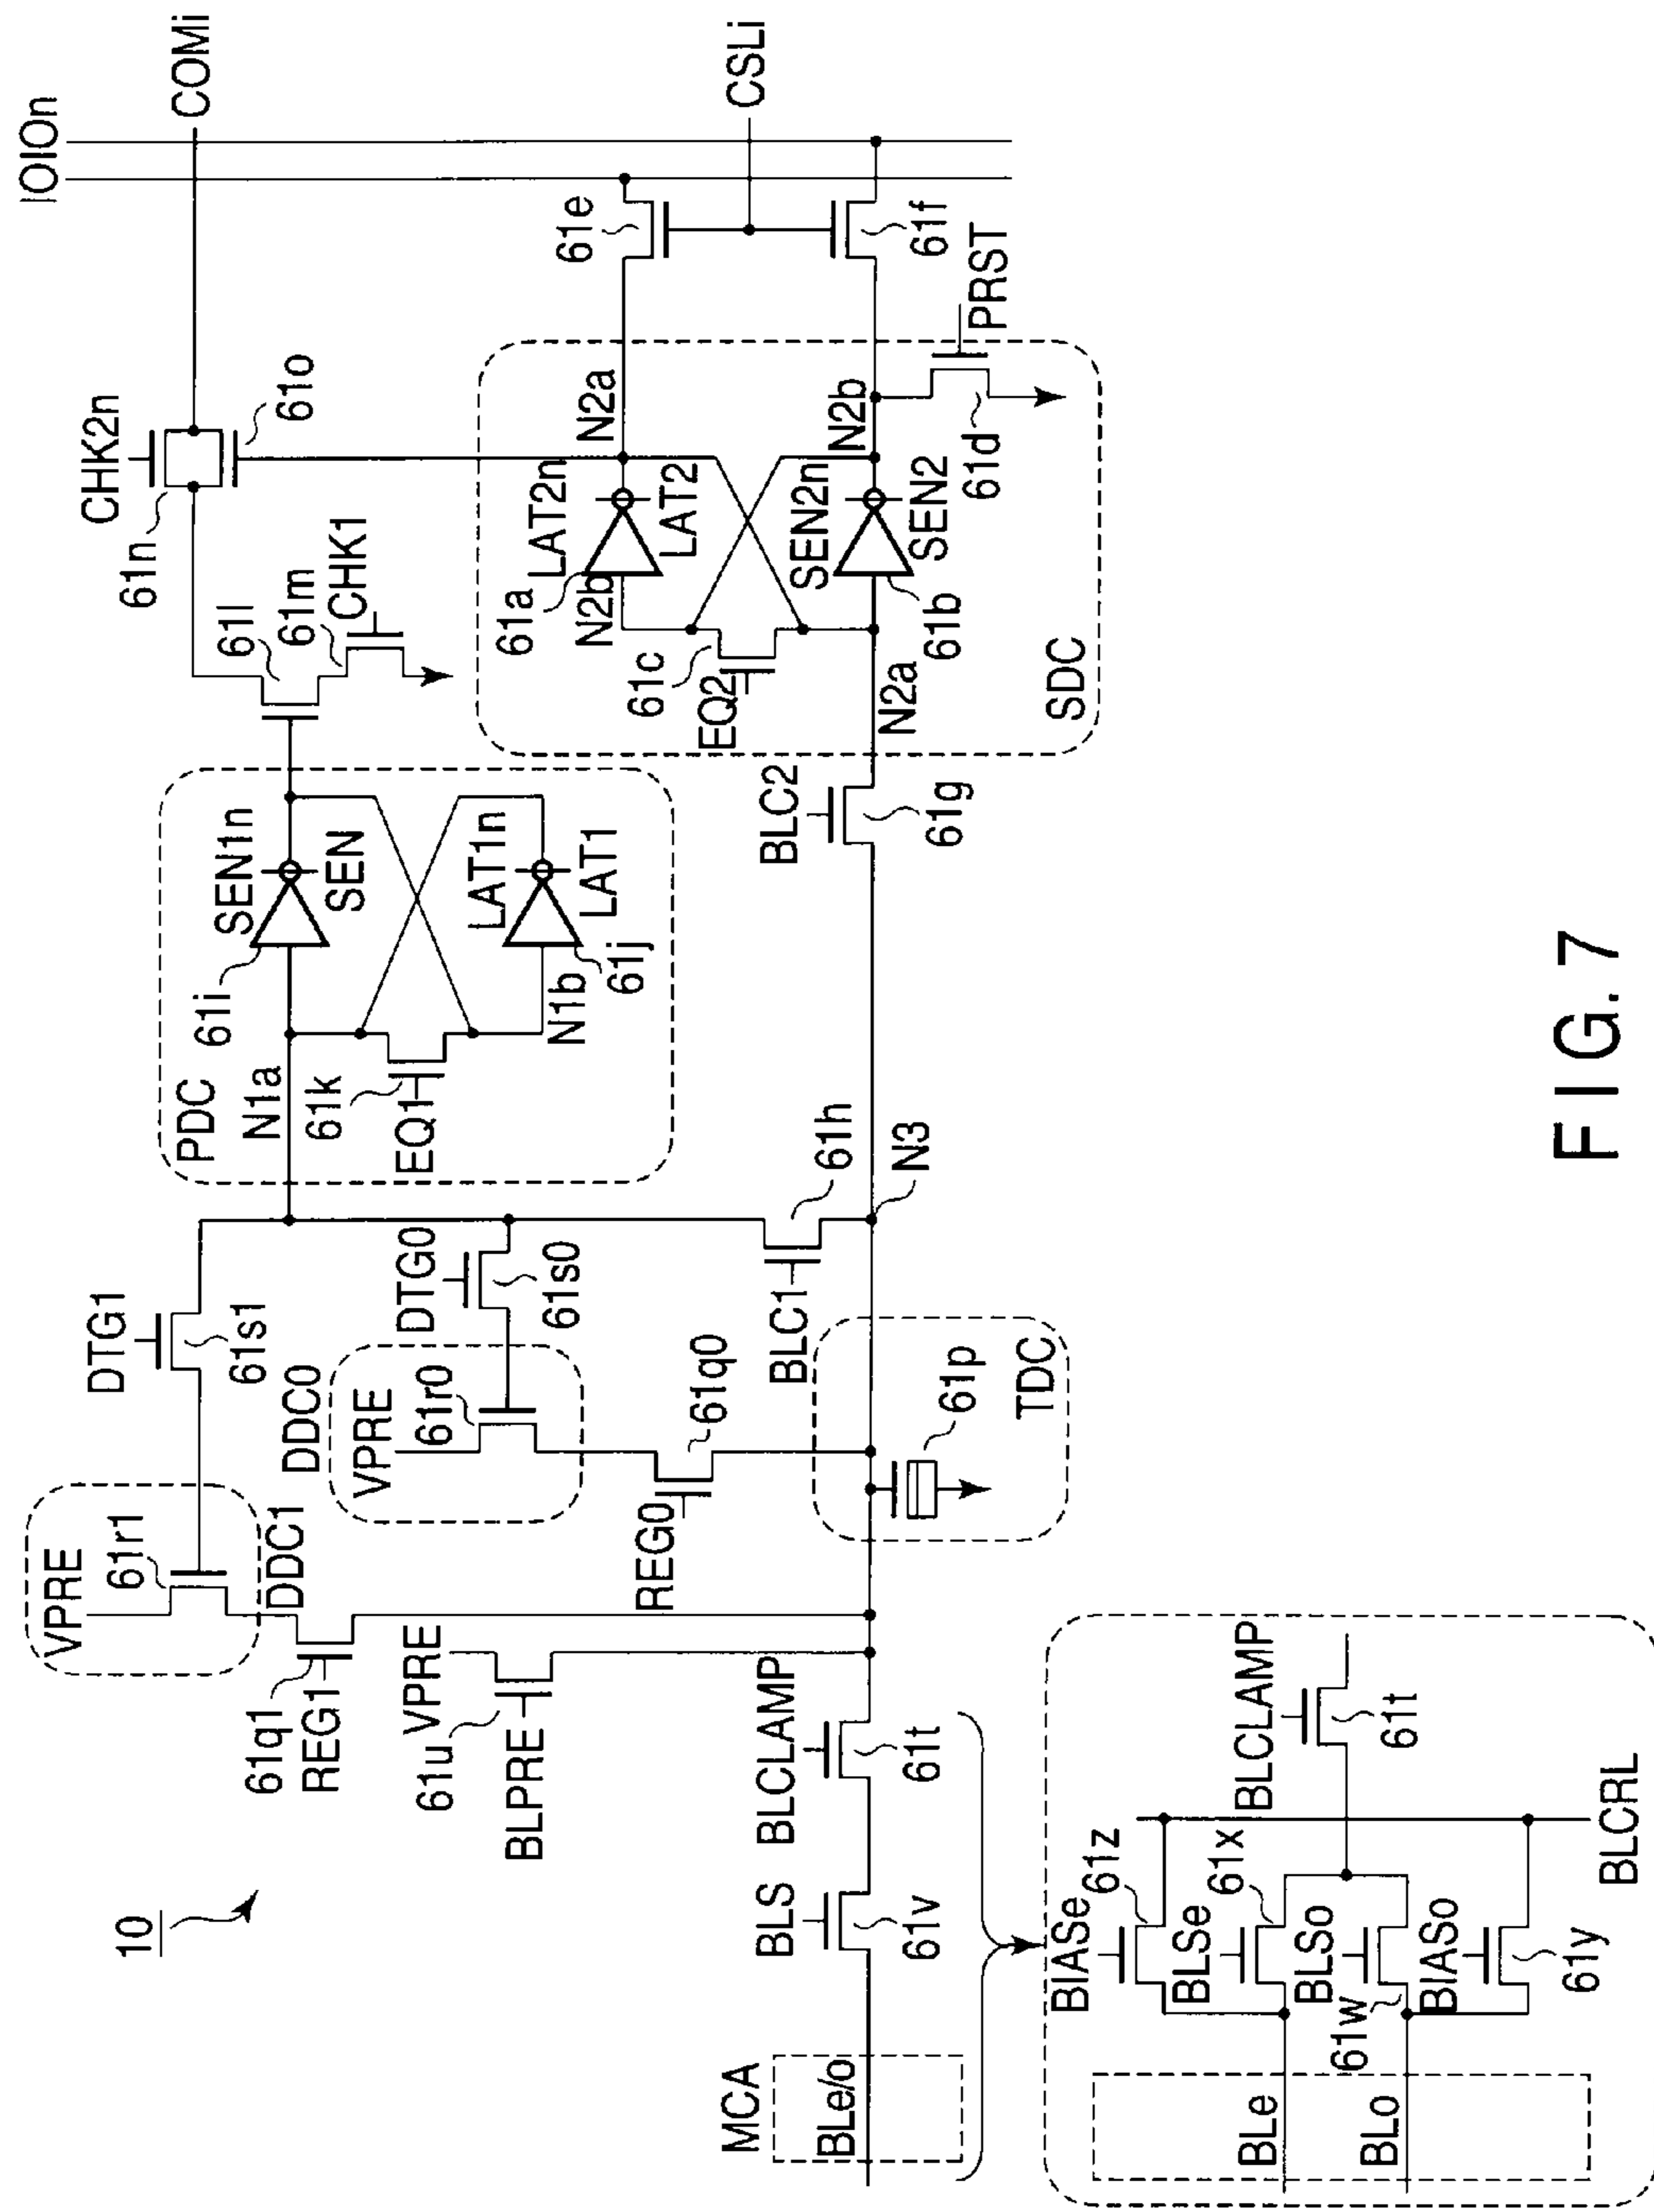 10
IOIOn
COMi
CHK2n
61n
61o
61l
61m
CHK1
CSLi
61e
61f
PRST
VPRE
61r1
DDC1
61q1
REG1
DTG1
61s1
DDC0
VPRE
61r0
DTG0
61s0
61q0
REG0
PDC
N1a
61i
SEN1n
SEN
61k
EQ1
N1b
61j
LAT1n
LAT1
LAT2n
LAT2
N2a
61a
N2b
61c
EQ2
SEN2n
SEN2
N2b
61d
61b
N2a
SDC
BLC2
61g
61h
BLC1
N3
61p
TDC
61u
VPRE
BLPRE
BLCLAMP
61t
BLS
61v
MCA
BLe/o
BIASe
61z
BLSe
61x
BLSo
61w
BIASo
61y
BLCLAMP
61t
BLCRL
BLe
BLo
FIG. 7